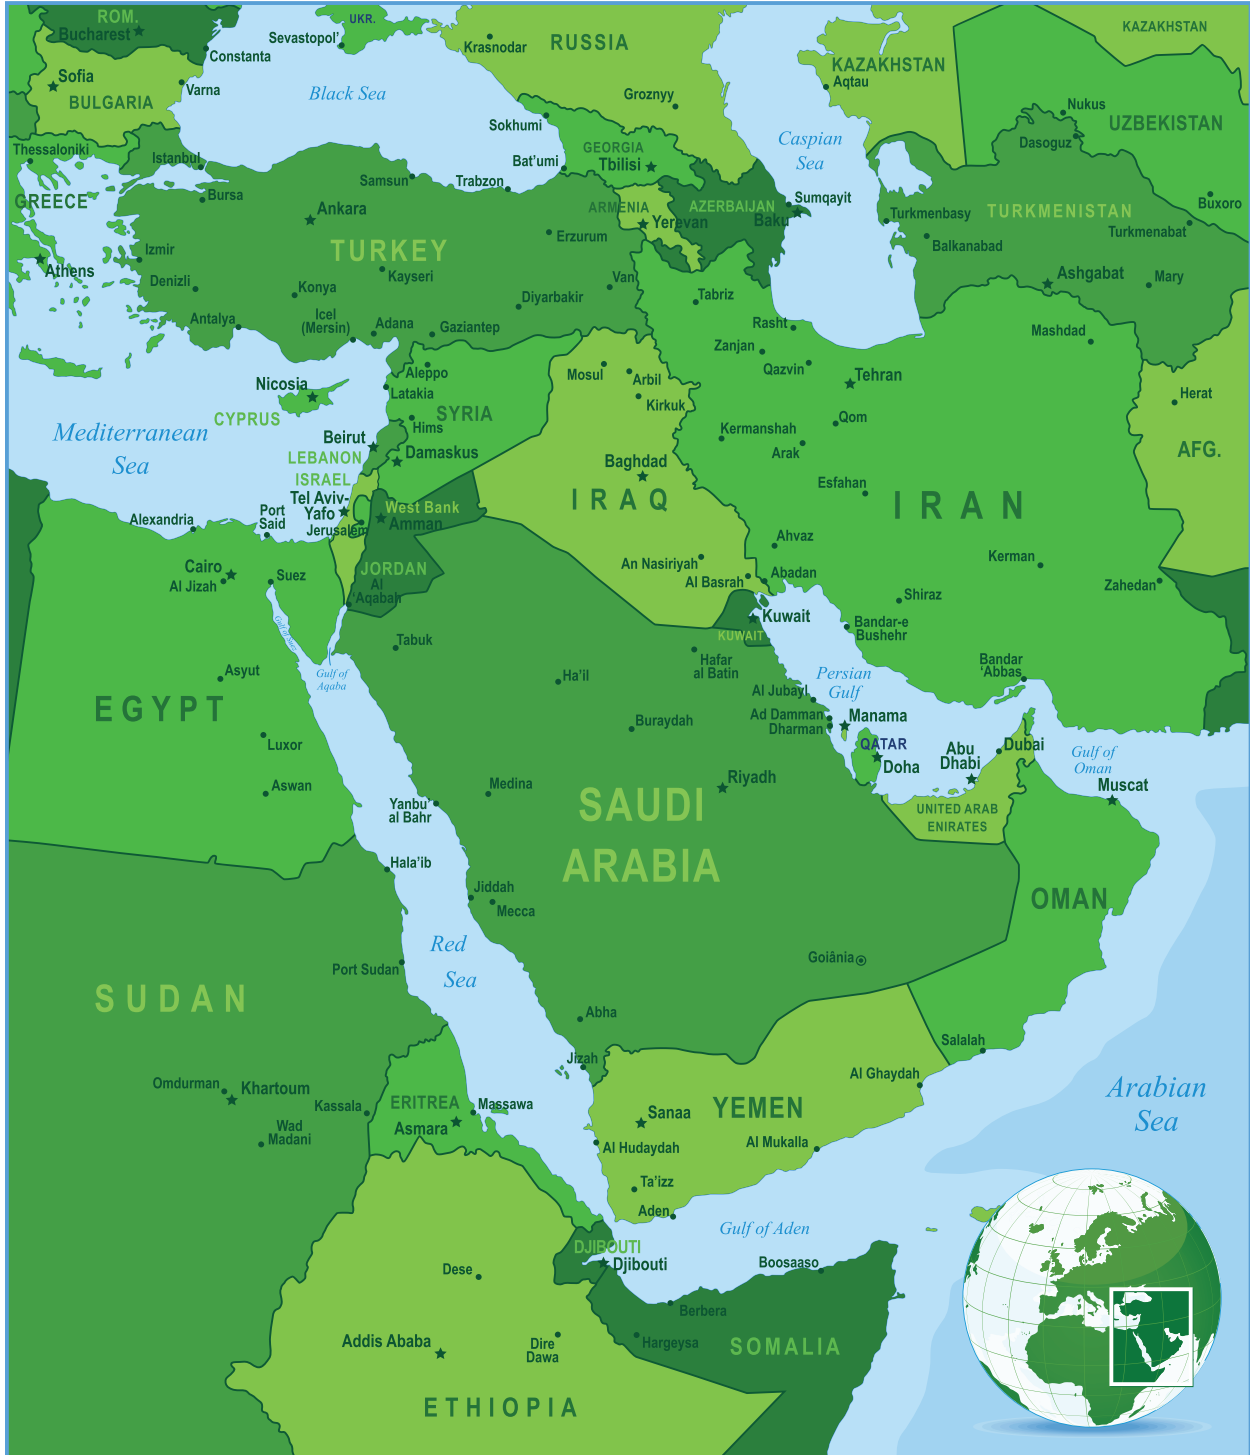 ROM.
Bucharest
Constanta
UKR.
Sevastopol’
Krasnodar
RUSSIA
KAZAKHSTAN
KAZAKHSTAN
Aqtau
Sofia
BULGARIA
Varna
Black Sea
Groznyy
Caspian
Sea
Nukus
UZBEKISTAN
Dasoguz
Sokhumi
GEORGIA
Tbilisi
Bat’umi
Thessaloniki
Istanbul
Samsun
Trabzon
GREECE
Bursa
Ankara
ARMENIA
Yerevan
AZERBAIJAN
Baku
Sumqayit
Turkmenbasy
TURKMENISTAN
Buxoro
Turkmenabat
Balkanabad
TURKEY
Erzurum
Izmir
Athens
Denizli
Konya
Kayseri
Van
Diyarbakir
Tabriz
Ashgabat
Mary
Antalya
Icel
(Mersin)
Adana
Gaziantep
Rasht
Zanjan
Qazvin
Mashdad
Tehran
Aleppo
Mosul
Arbil
Kirkuk
Herat
Nicosia
Latakia
CYPRUS
SYRIA
Hims
Qom
Kermanshah
Arak
Mediterranean
Sea
Beirut
LEBANON
Damaskus
AFG.
ISRAEL
Baghdad
Esfahan
IRAQ
IRAN
Tel Aviv-
Yafo
West Bank
Amman
Jerusalem
Port
Said
Alexandria
Ahvaz
Kerman
Cairo
Al Jizah
Suez
JORDAN
Al
‘Aqabah
An Nasiriyah
Al Basrah
Abadan
Zahedan
Shiraz
Kuwait
KUWAIT
Bandar-e
Bushehr
Gulf of Suez
Tabuk
Gulf of
Aqaba
Hafar
al Batin
Persian
Gulf
Bandar
‘Abbas
Asyut
Ha’il
Al Jubayl
EGYPT
Buraydah
Ad Damman
Dharman
Manama
QATAR
Doha
Abu
Dhabi
Dubai
Gulf of
Oman
Muscat
Luxor
Aswan
Medina
Riyadh
Yanbu’
al Bahr
SAUDI
ARABIA
UNITED ARAB
ENIRATES
Hala’ib
Jiddah
Mecca
OMAN
Red
Sea
Goiânia
Port Sudan
SUDAN
Abha
Salalah
Jizah
Al Ghaydah
Omdurman
Khartoum
Kassala
ERITREA
Massawa
Asmara
Sanaa
YEMEN
Arabian
Sea
Wad
Madani
Al Hudaydah
Al Mukalla
Ta’izz
Aden
Gulf of Aden
DJIBOUTI
Djibouti
Boosaaso
Dese
Berbera
Addis Ababa
Dire
Dawa
Hargeysa
SOMALIA
ETHIOPIA